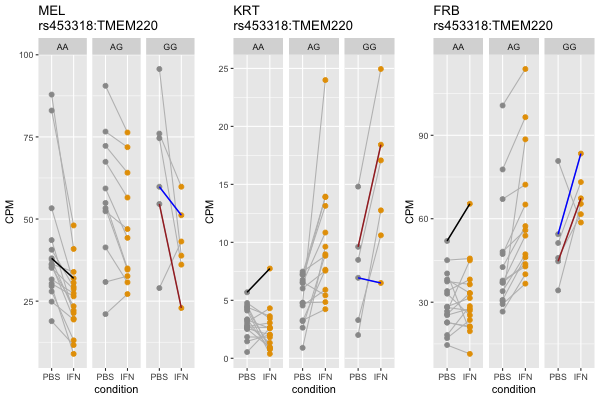 MEL
rs453318:TMEM220
AA AG GG
CPM
100
75
50
25
PBS IFN PBS IFN PBS IFN
condition
KRT
rs453318:TMEM220
AA AG GG
CPM
25
20
15
10
5
0
PBS IFN PBS IFN PBS IFN
condition
FRB
rs453318:TMEM220
AA AG GG
CPM
90
60
30
PBS IFN PBS IFN PBS IFN
condition